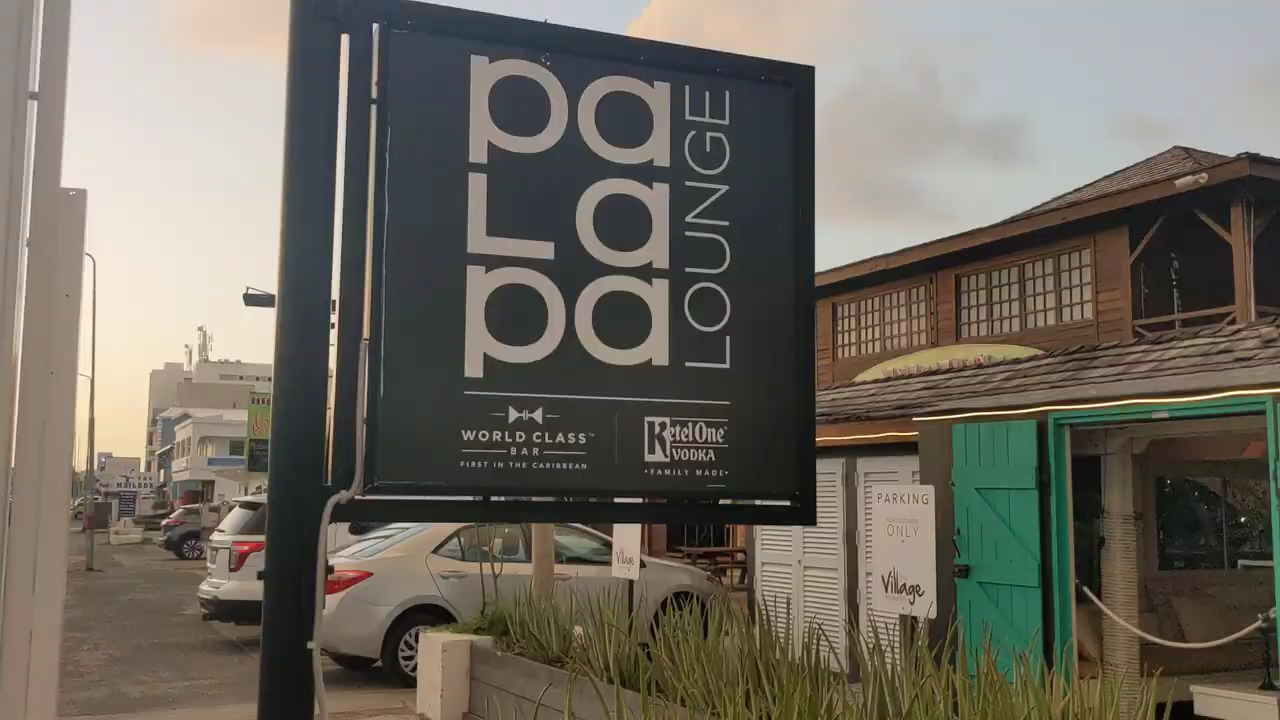 pa
La
pa
LOUNGE
WORLD CLASS™
BAR
FIRST IN THE CARIBBEAN
Ketel One
VODKA
•FAMILY MADE•
THE
MAILBOX
PARKING
ONLY
Village
Village